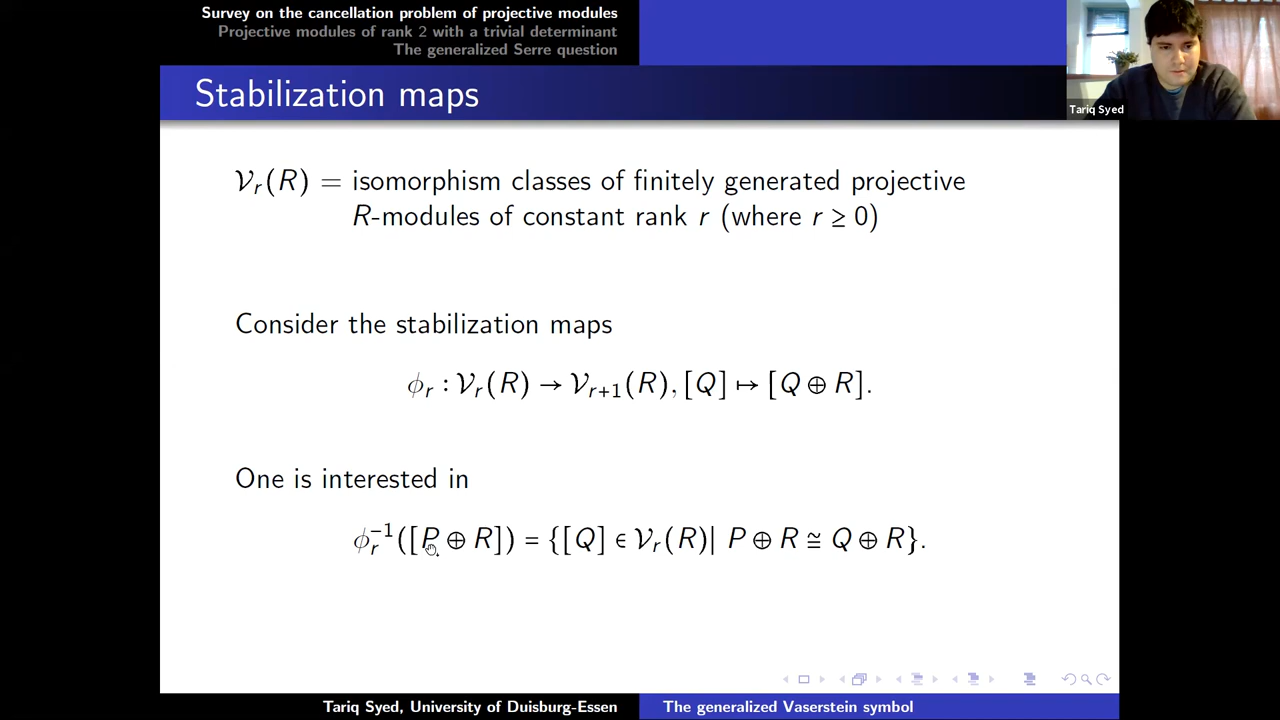 Survey on the cancellation problem of projective modules
Projective modules of rank 2 with a trivial determinant
The generalized Serre question
Tariq Syed
Stabilization maps
𝒱ᵣ(R) = isomorphism classes of finitely generated projective
R-modules of constant rank r (where r ≥ 0)
Consider the stabilization maps
ϕᵣ : 𝒱ᵣ(R) → 𝒱ᵣ₊₁(R), [Q] ↦ [Q ⊕ R].
One is interested in
ϕᵣ⁻¹([P ⊕ R]) = {[Q] ∈ 𝒱ᵣ(R)| P ⊕ R ≅ Q ⊕ R}.
Tariq Syed, University of Duisburg-Essen
The generalized Vaserstein symbol